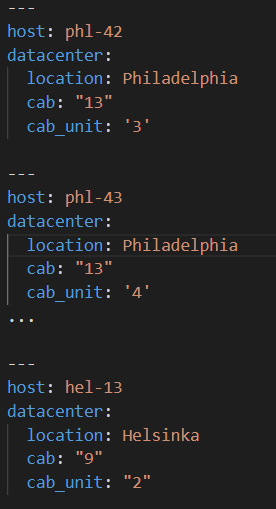 ---
host: phl-42
datacenter:
  location: Philadelphia
  cab: "13"
  cab_unit: '3'
---
host: phl-43
datacenter:
  location: Philadelphia
  cab: "13"
  cab_unit: '4'
...
---
host: hel-13
datacenter:
  location: Helsinka
  cab: "9"
  cab_unit: "2"